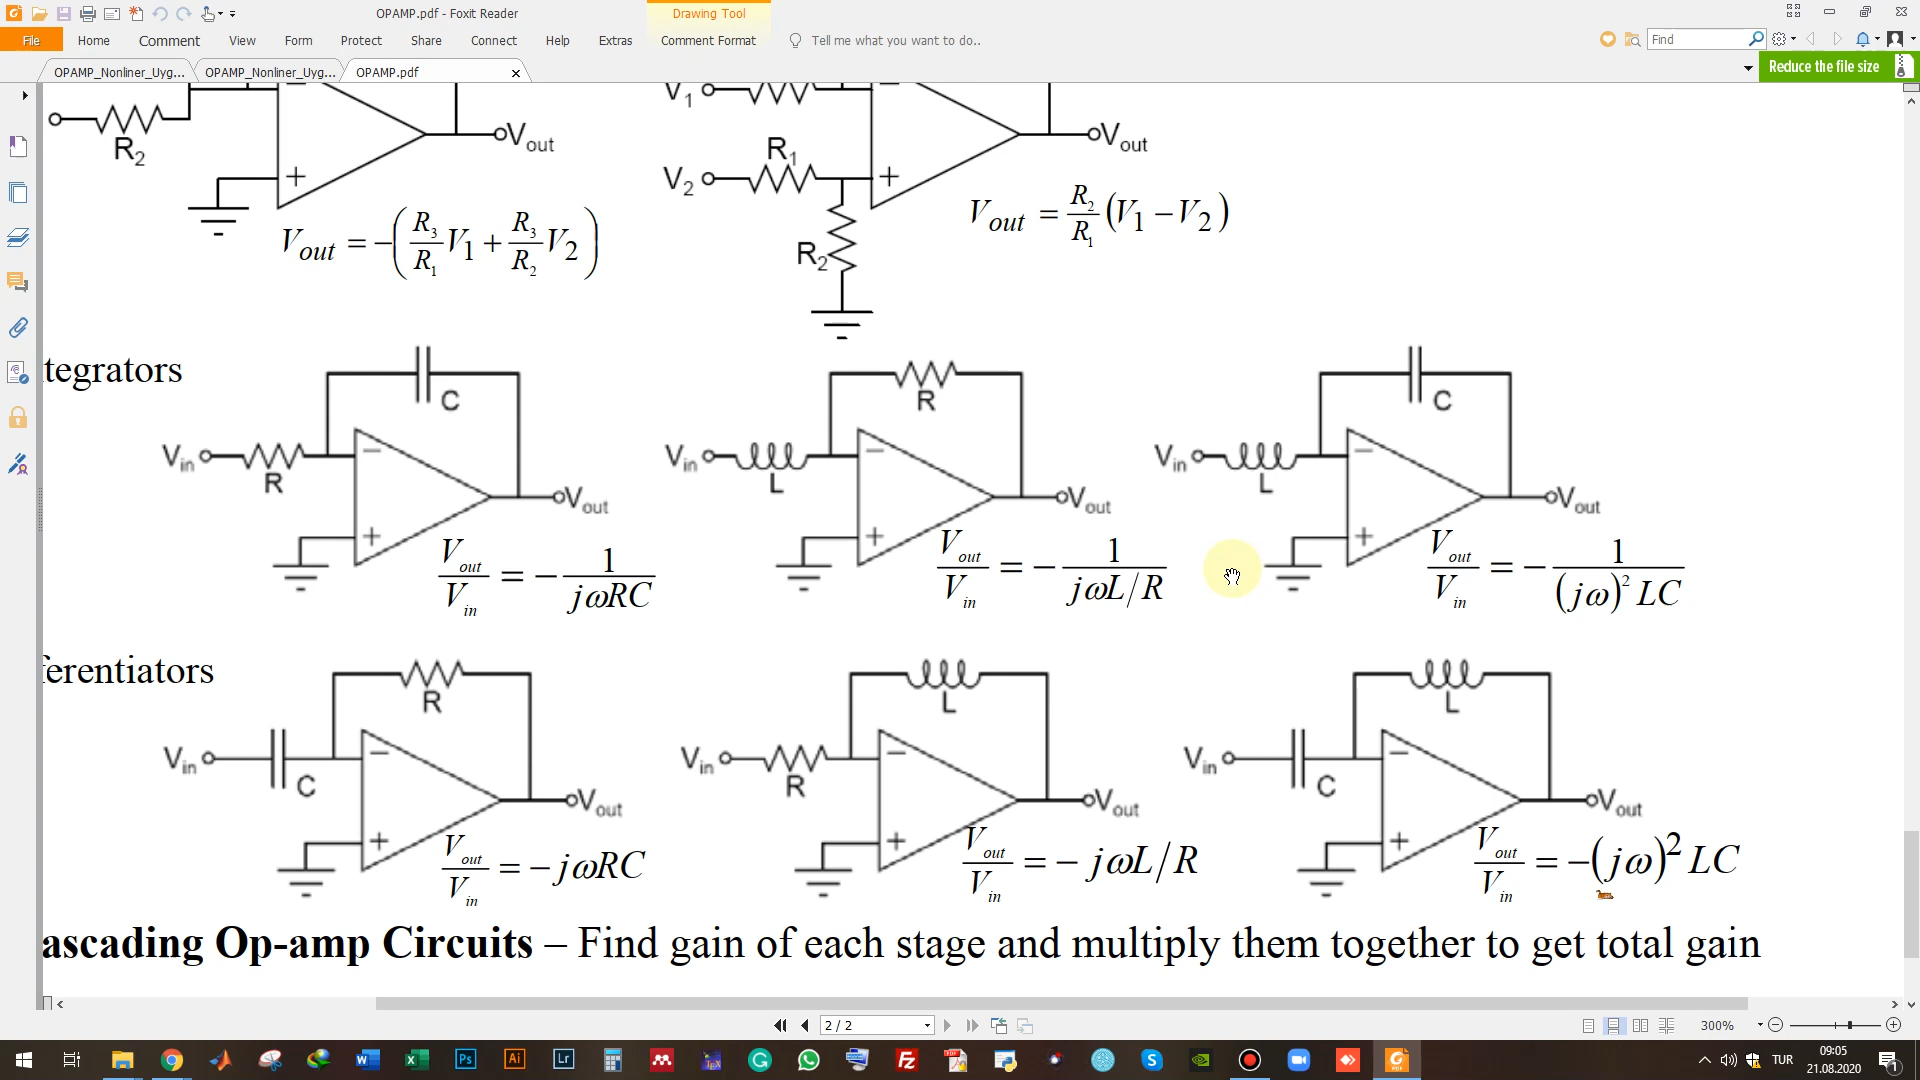 OPAMP.pdf - Foxit Reader
Drawing Tool
File Home Comment View Form Protect Share Connect Help Extras Comment Format Tell me what you want to do.. Find
OPAMP_Nonliner_Uyg... OPAMP_Nonliner_Uyg... OPAMP.pdf × Reduce the file size
R2 − + Vout
V1 V2 R1 R2 − + Vout
Vout = −(R3/R1 V1 + R3/R2 V2)
Vout = R2/R1 (V1 − V2)
tegrators
Vin R C − + Vout
Vout/Vin = − 1/jωRC
Vin L R − + Vout
Vout/Vin = − 1/jωL/R
Vin L C − + Vout
Vout/Vin = − 1/(jω)² LC
ferentiators
Vin C R − + Vout
Vout/Vin = − jωRC
Vin R L − + Vout
Vout/Vin = − jωL/R
Vin C L − + Vout
Vout/Vin = −(jω)² LC
ascading Op-amp Circuits – Find gain of each stage and multiply them together to get total gain
2 / 2 300%
TUR 09:05
21.08.2020